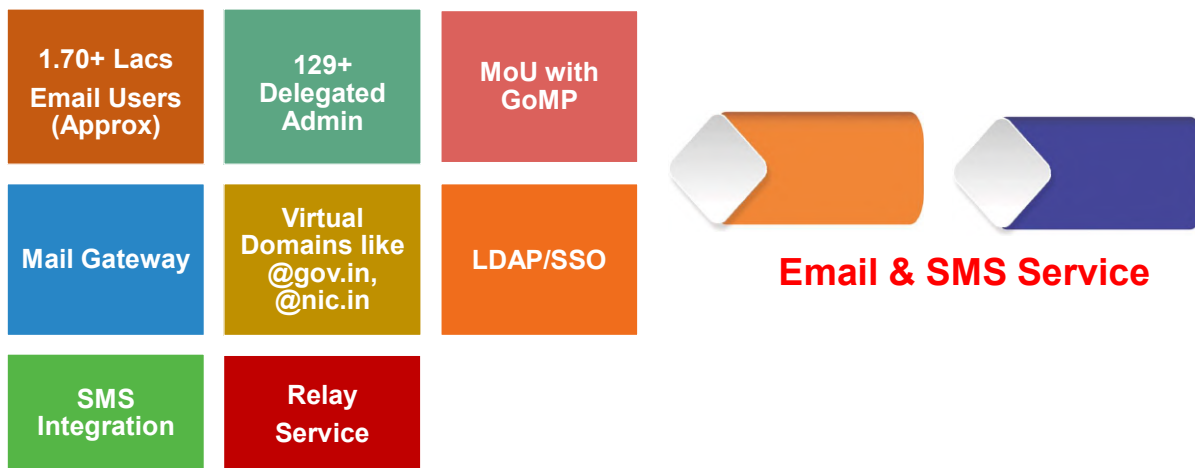 1.70+ Lacs
Email Users
(Approx)
129+
Delegated
Admin
MoU with
GoMP
Mail Gateway
Virtual
Domains like
@gov.in,
@nic.in
LDAP/SSO
SMS
Integration
Relay
Service
Email & SMS Service